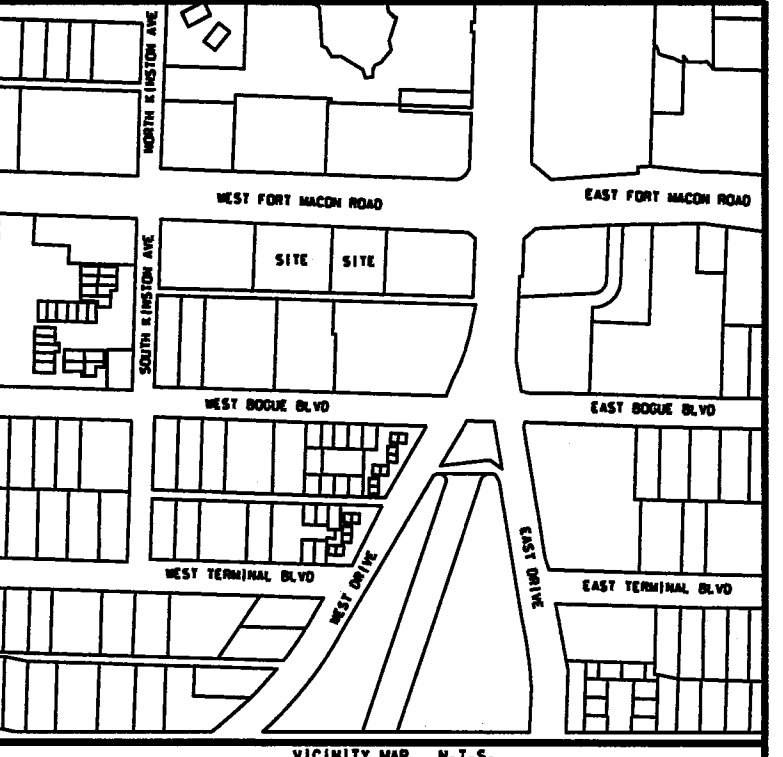 NORTH KINSTON AVE
WEST FORT MACON ROAD
EAST FORT MACON ROAD
SITE
SITE
SOUTH KINSTON AVE
WEST BOGUE BLVD
EAST BOGUE BLVD
WEST TERMINAL BLVD
WEST DRIVE
EAST DRIVE
EAST TERMINAL BLVD
VICINITY MAP N.T.S.